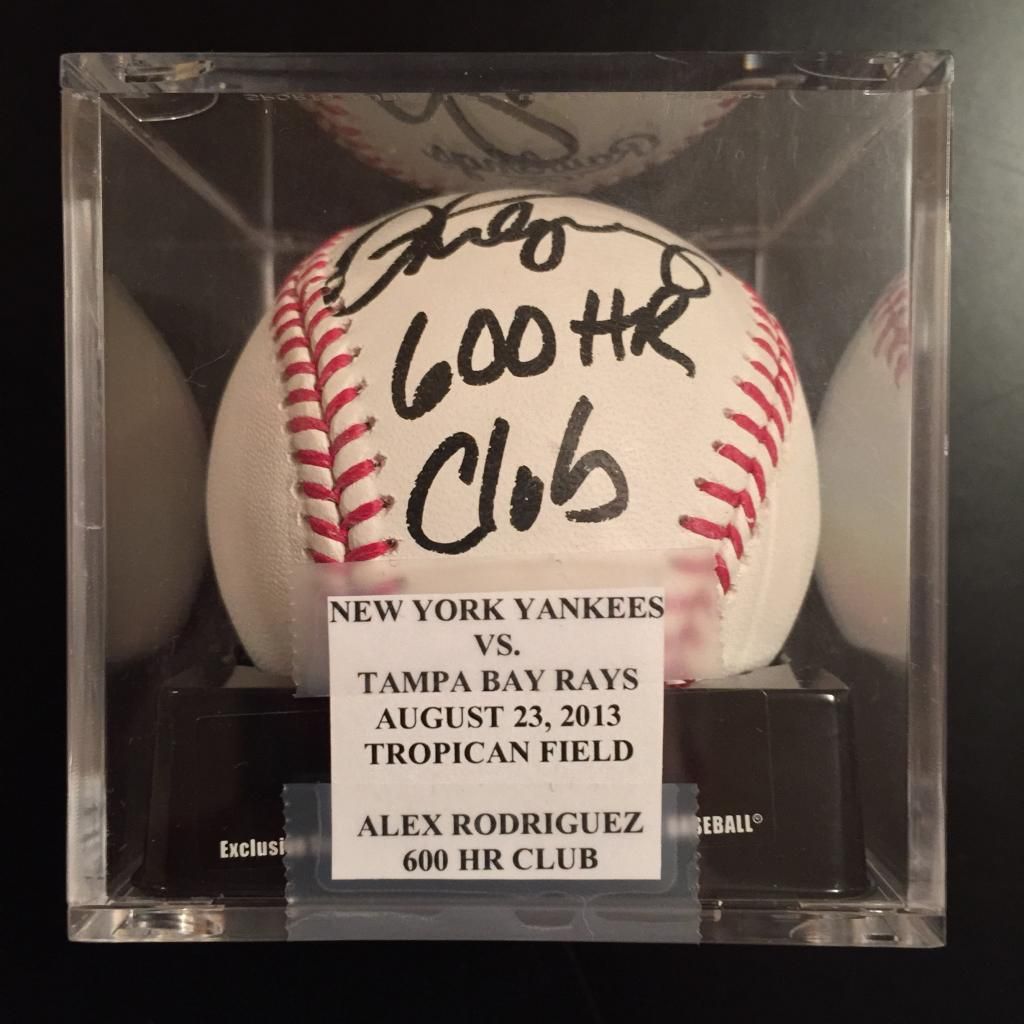 600 HR
Club
NEW YORK YANKEES
VS.
TAMPA BAY RAYS
AUGUST 23, 2013
TROPICAN FIELD
ALEX RODRIGUEZ
600 HR CLUB